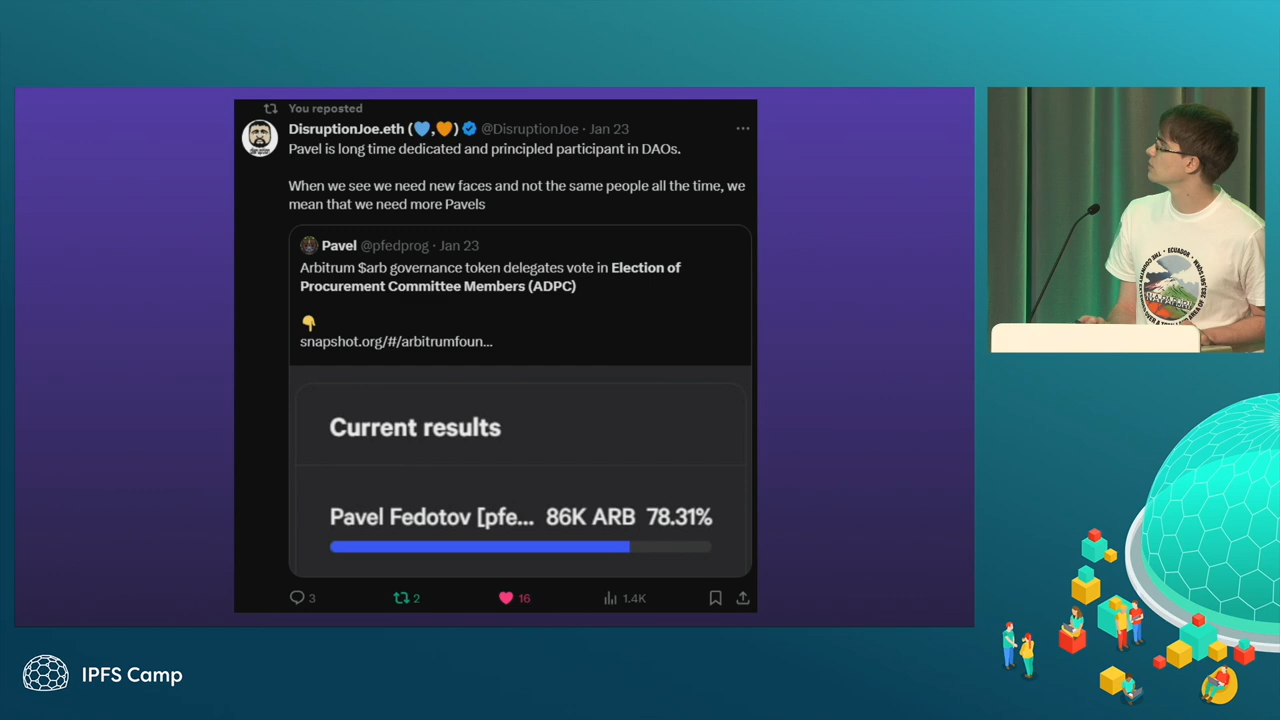 You reposted
DisruptionJoe.eth (💙,🧡) @DisruptionJoe · Jan 23
Pavel is long time dedicated and principled participant in DAOs.
When we see we need new faces and not the same people all the time, we
mean that we need more Pavels
Pavel @pfedprog · Jan 23
Arbitrum $arb governance token delegates vote in Election of
Procurement Committee Members (ADPC)
👇
snapshot.org/#/arbitrumfoun...
Current results
Pavel Fedotov [pfe... 86K ARB 78.31%
3 2 16 1.4K
IPFS Camp